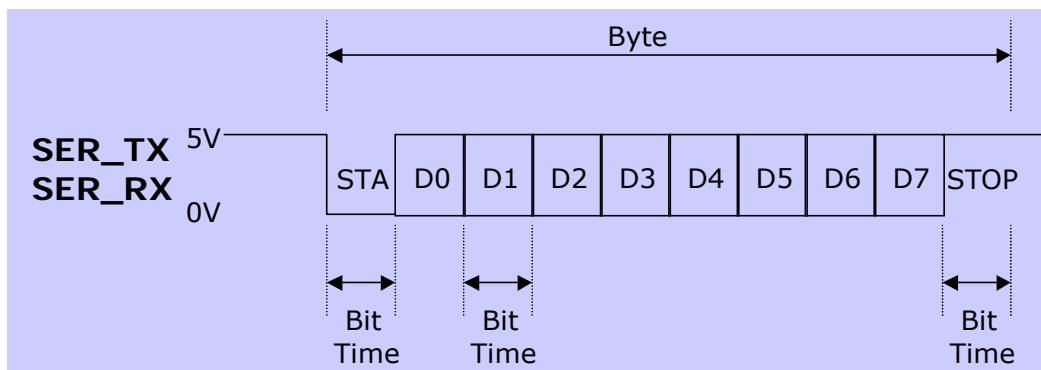 Byte
SER_TX 5V
SER_RX 0V
STA D0 D1 D2 D3 D4 D5 D6 D7 STOP
Bit Bit Bit
Time Time Time